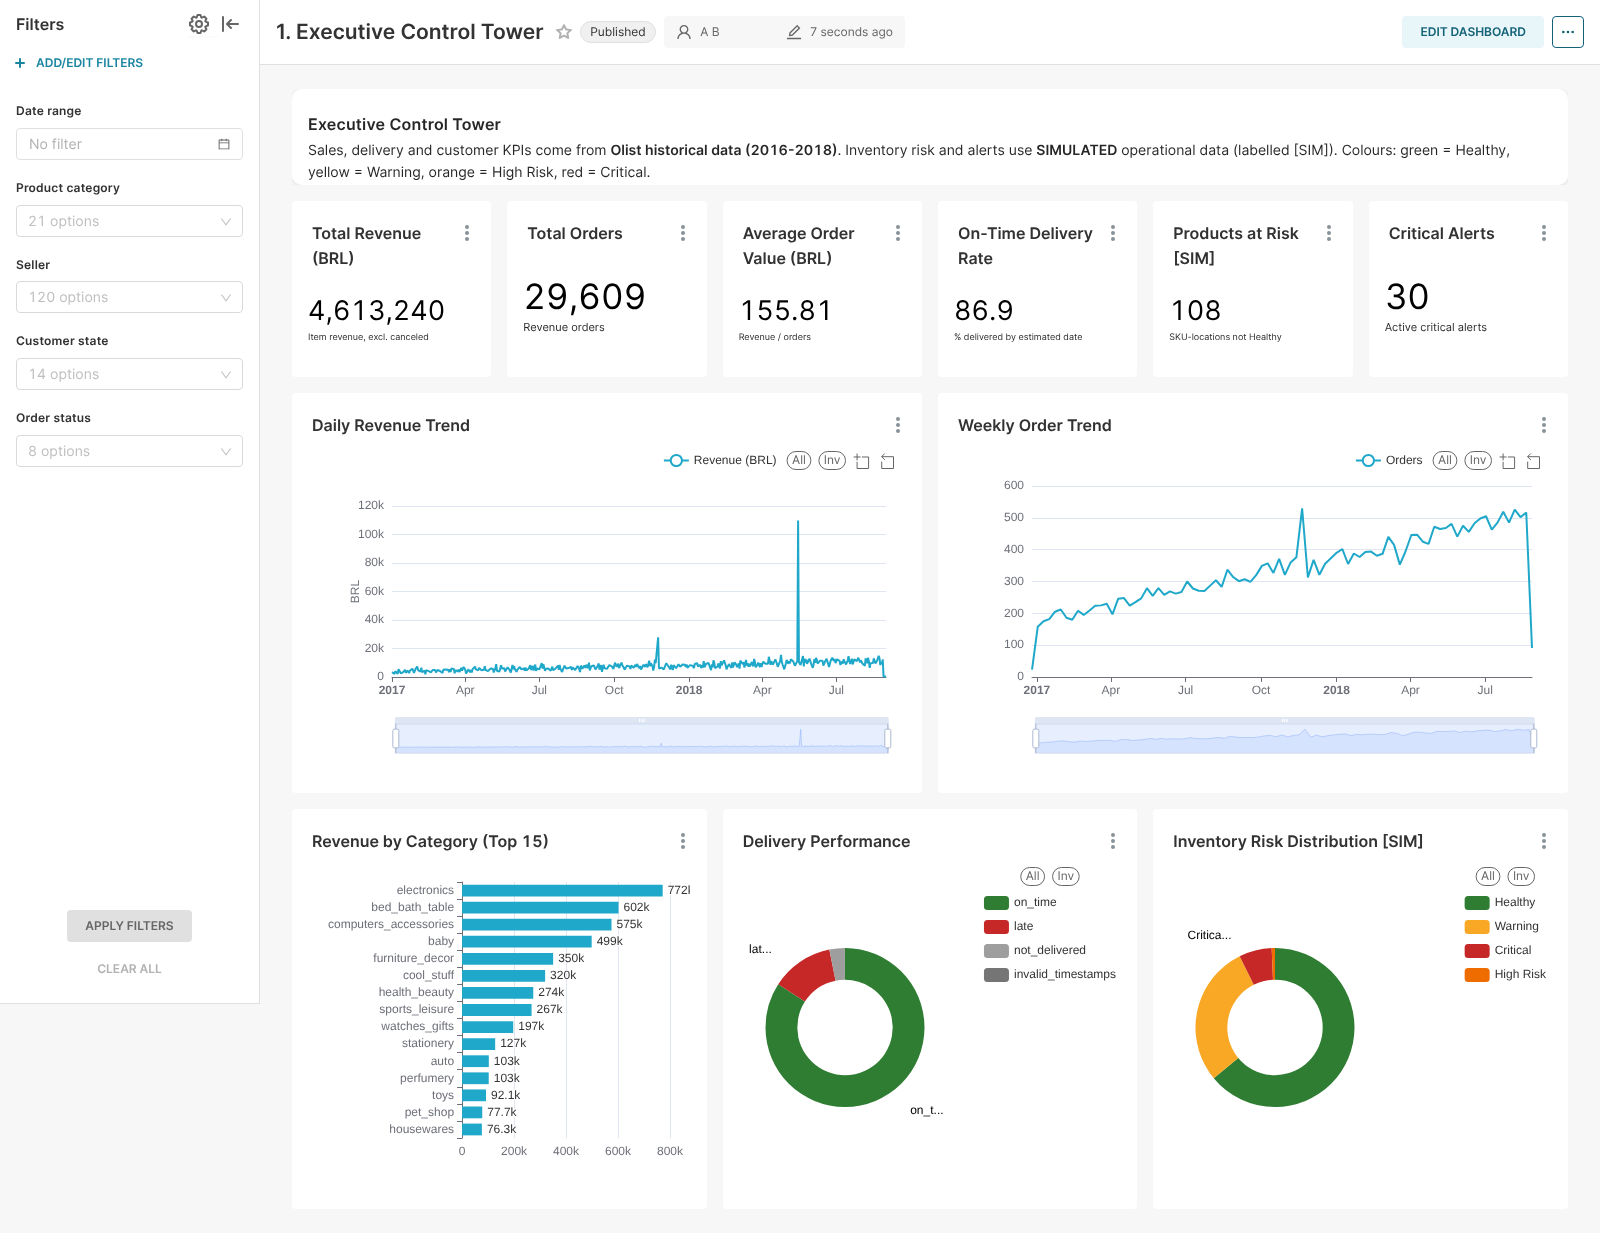 Filters
ADD/EDIT FILTERS
Date range
No filter
Product category
21 options
Seller
120 options
Customer state
14 options
Order status
8 options
APPLY FILTERS
CLEAR ALL
1. Executive Control Tower
Published
A B
7 seconds ago
EDIT DASHBOARD
Executive Control Tower
Sales, delivery and customer KPIs come from Olist historical data (2016-2018). Inventory risk and alerts use SIMULATED operational data (labelled [SIM]). Colours: green = Healthy,
yellow = Warning, orange = High Risk, red = Critical.
Total Revenue
(BRL)
4,613,240
Item revenue, excl. canceled
Total Orders
29,609
Revenue orders
Average Order
Value (BRL)
155.81
Revenue / orders
On-Time Delivery
Rate
86.9
% delivered by estimated date
Products at Risk
[SIM]
108
SKU-locations not Healthy
Critical Alerts
30
Active critical alerts
Daily Revenue Trend
Revenue (BRL) All Inv
120k
100k
80k
60k
40k
20k
0
BRL
2017 Apr Jul Oct 2018 Apr Jul
Weekly Order Trend
Orders All Inv
600
500
400
300
200
100
0
2017 Apr Jul Oct 2018 Apr Jul
Revenue by Category (Top 15)
electronics 772
bed_bath_table 602k
computers_accessories 575k
baby 499k
furniture_decor 350k
cool_stuff 320k
health_beauty 274k
sports_leisure 267k
watches_gifts 197k
stationery 127k
auto 103k
perfumery 103k
toys 92.1k
pet_shop 77.7k
housewares 76.3k
0 200k 400k 600k 800k
Delivery Performance
All Inv
on_time
late
not_delivered
invalid_timestamps
lat...
on_t...
Inventory Risk Distribution [SIM]
All Inv
Healthy
Warning
Critical
High Risk
Critica...